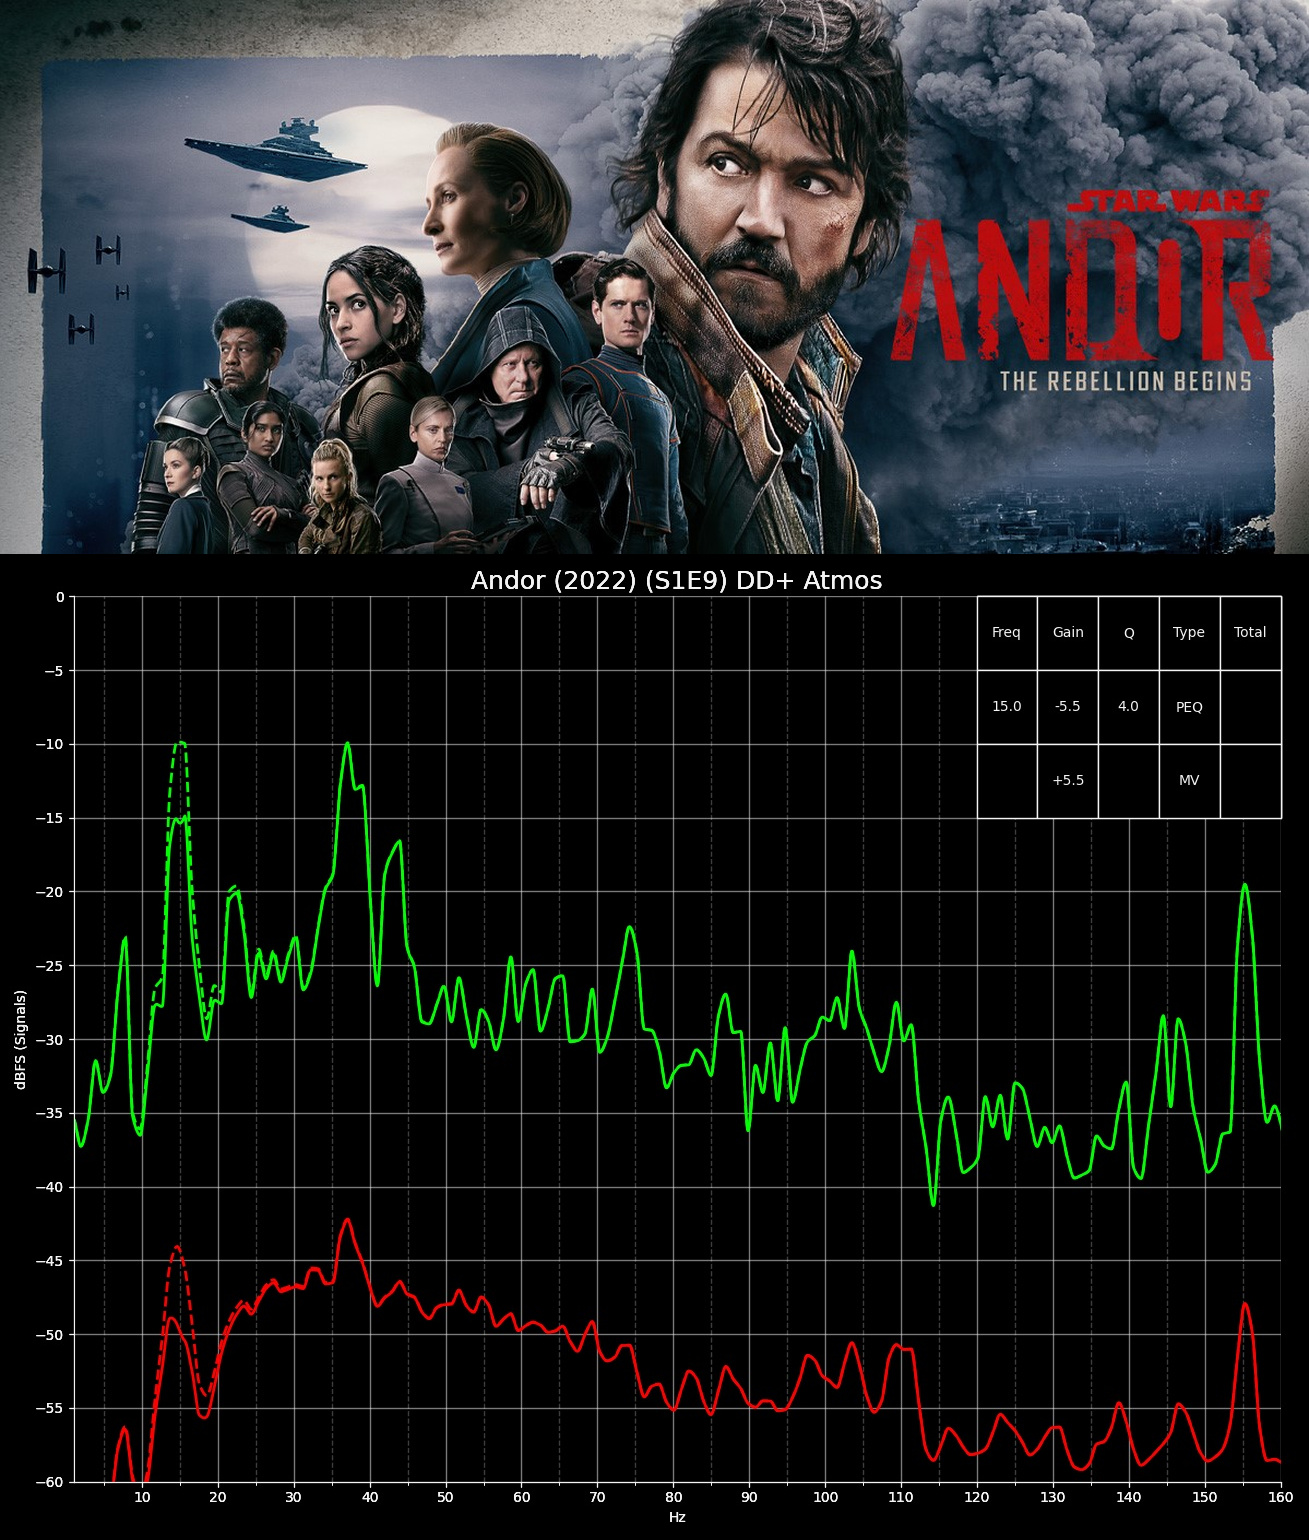 STAR WARS
ANDOR
THE REBELLION BEGINS
Andor (2022) (S1E9) DD+ Atmos
Freq Gain Q Type Total
15.0 -5.5 4.0 PEQ
+5.5 MV
0
−5
−10
−15
−20
−25
−30
−35
−40
−45
−50
−55
−60
dBFS (Signals)
10 20 30 40 50 60 70 80 90 100 110 120 130 140 150 160
Hz